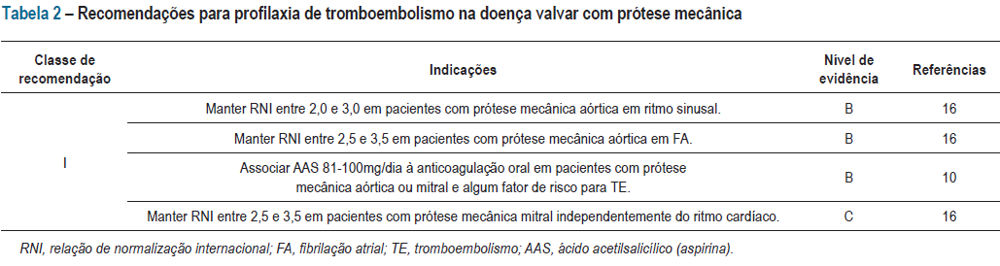 Tabela 2 – Recomendações para profilaxia de tromboembolismo na doença valvar com prótese mecânica
Classe de recomendação Indicações Nível de evidência Referências
I
Manter RNI entre 2,0 e 3,0 em pacientes com prótese mecânica aórtica em ritmo sinusal. B 16
Manter RNI entre 2,5 e 3,5 em pacientes com prótese mecânica aórtica em FA. B 16
Associar AAS 81-100mg/dia à anticoagulação oral em pacientes com prótese
mecânica aórtica ou mitral e algum fator de risco para TE. B 10
Manter RNI entre 2,5 e 3,5 em pacientes com prótese mecânica mitral independentemente do ritmo cardíaco. C 16
RNI, relação de normalização internacional; FA, fibrilação atrial; TE, tromboembolismo; AAS, ácido acetilsalicílico (aspirina).